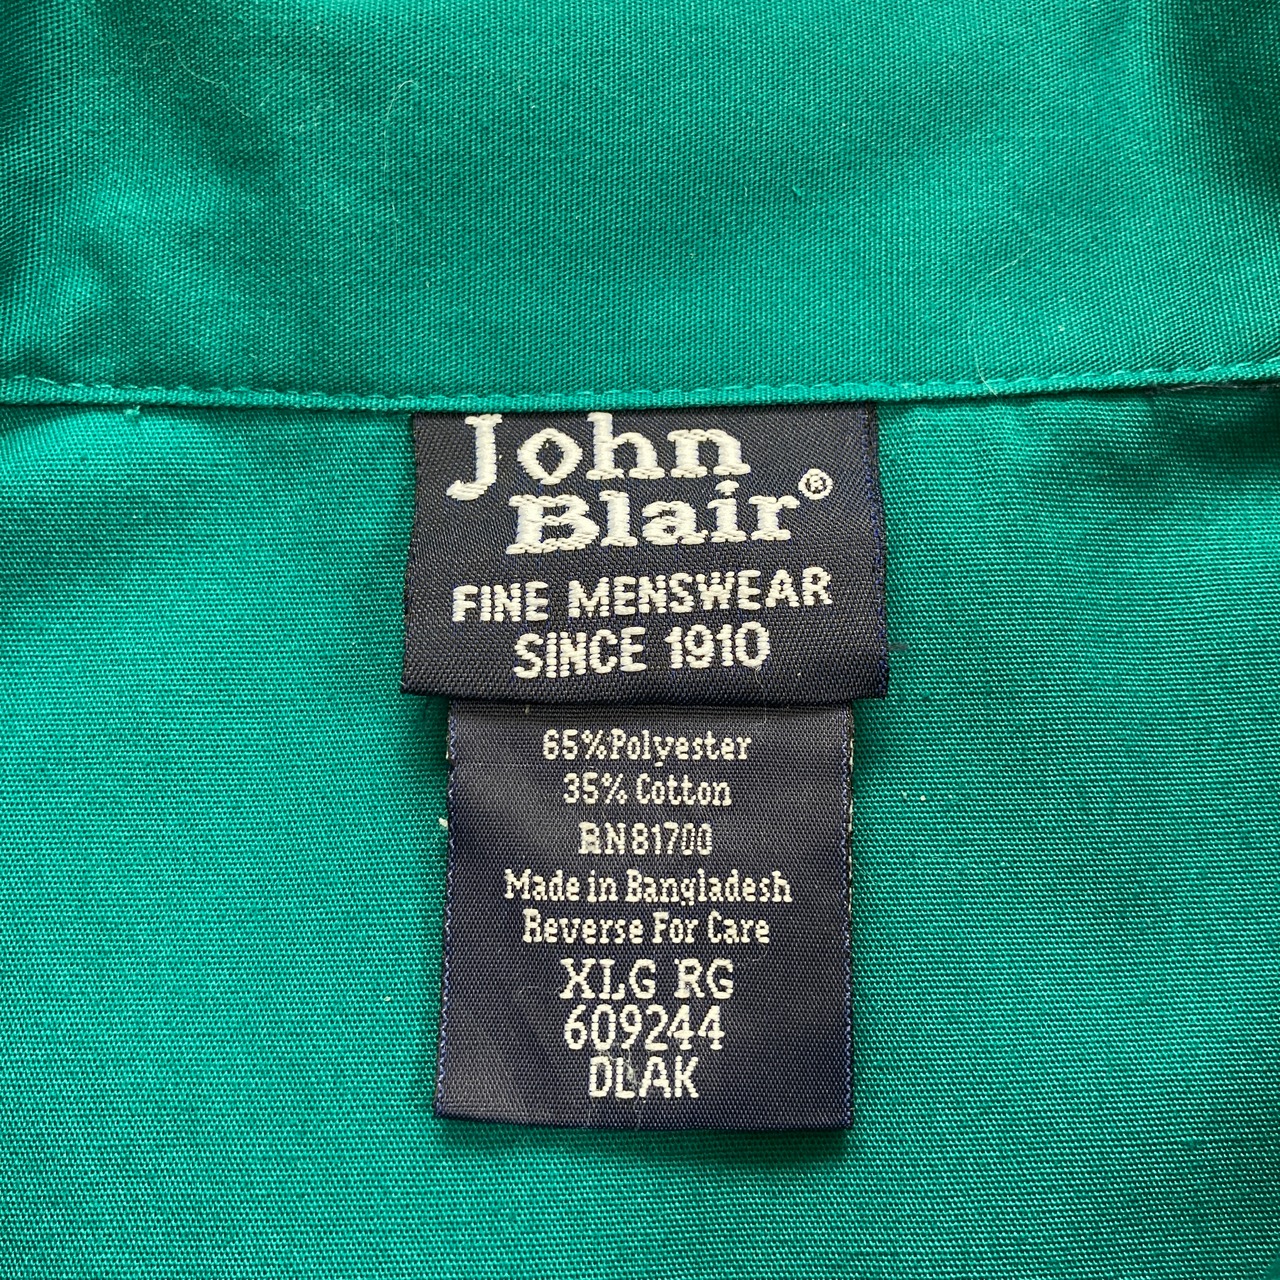 John
Blair®
FINE MENSWEAR
SINCE 1910
65%Polyester
35% Cotton
RN81700
Made in Bangladesh
Reverse For Care
XLG RG
609244
DLAK